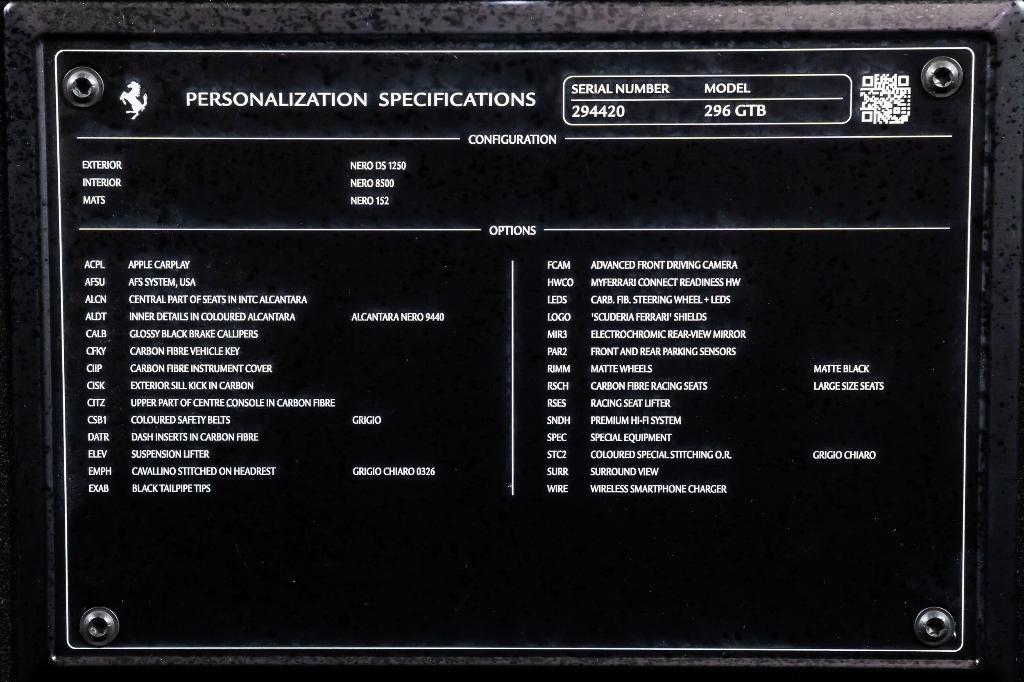 PERSONALIZATION SPECIFICATIONS
SERIAL NUMBER MODEL
294420 296 GTB
CONFIGURATION
EXTERIOR NERO DS 1250
INTERIOR NERO 8500
MATS NERO 152
OPTIONS
ACPL APPLE CARPLAY
AFSU AFS SYSTEM, USA
ALCN CENTRAL PART OF SEATS IN INTC ALCANTARA
ALDT INNER DETAILS IN COLOURED ALCANTARA ALCANTARA NERO 9440
CALB GLOSSY BLACK BRAKE CALLIPERS
CFKY CARBON FIBRE VEHICLE KEY
CIIP CARBON FIBRE INSTRUMENT COVER
CISK EXTERIOR SILL KICK IN CARBON
CITZ UPPER PART OF CENTRE CONSOLE IN CARBON FIBRE
CSB1 COLOURED SAFETY BELTS GRIGIO
DATR DASH INSERTS IN CARBON FIBRE
ELEV SUSPENSION LIFTER
EMPH CAVALLINO STITCHED ON HEADREST GRIGIO CHIARO 0326
EXAB BLACK TAILPIPE TIPS
FCAM ADVANCED FRONT DRIVING CAMERA
HWCO MYFERRARI CONNECT READINESS HW
LEDS CARB. FIB. STEERING WHEEL + LEDS
LOGO 'SCUDERIA FERRARI' SHIELDS
MIR3 ELECTROCHROMIC REAR-VIEW MIRROR
PAR2 FRONT AND REAR PARKING SENSORS
RIMM MATTE WHEELS MATTE BLACK
RSCH CARBON FIBRE RACING SEATS LARGE SIZE SEATS
RSES RACING SEAT LIFTER
SNDH PREMIUM HI-FI SYSTEM
SPEC SPECIAL EQUIPMENT
STC2 COLOURED SPECIAL STITCHING O.R. GRIGIO CHIARO
SURR SURROUND VIEW
WIRE WIRELESS SMARTPHONE CHARGER